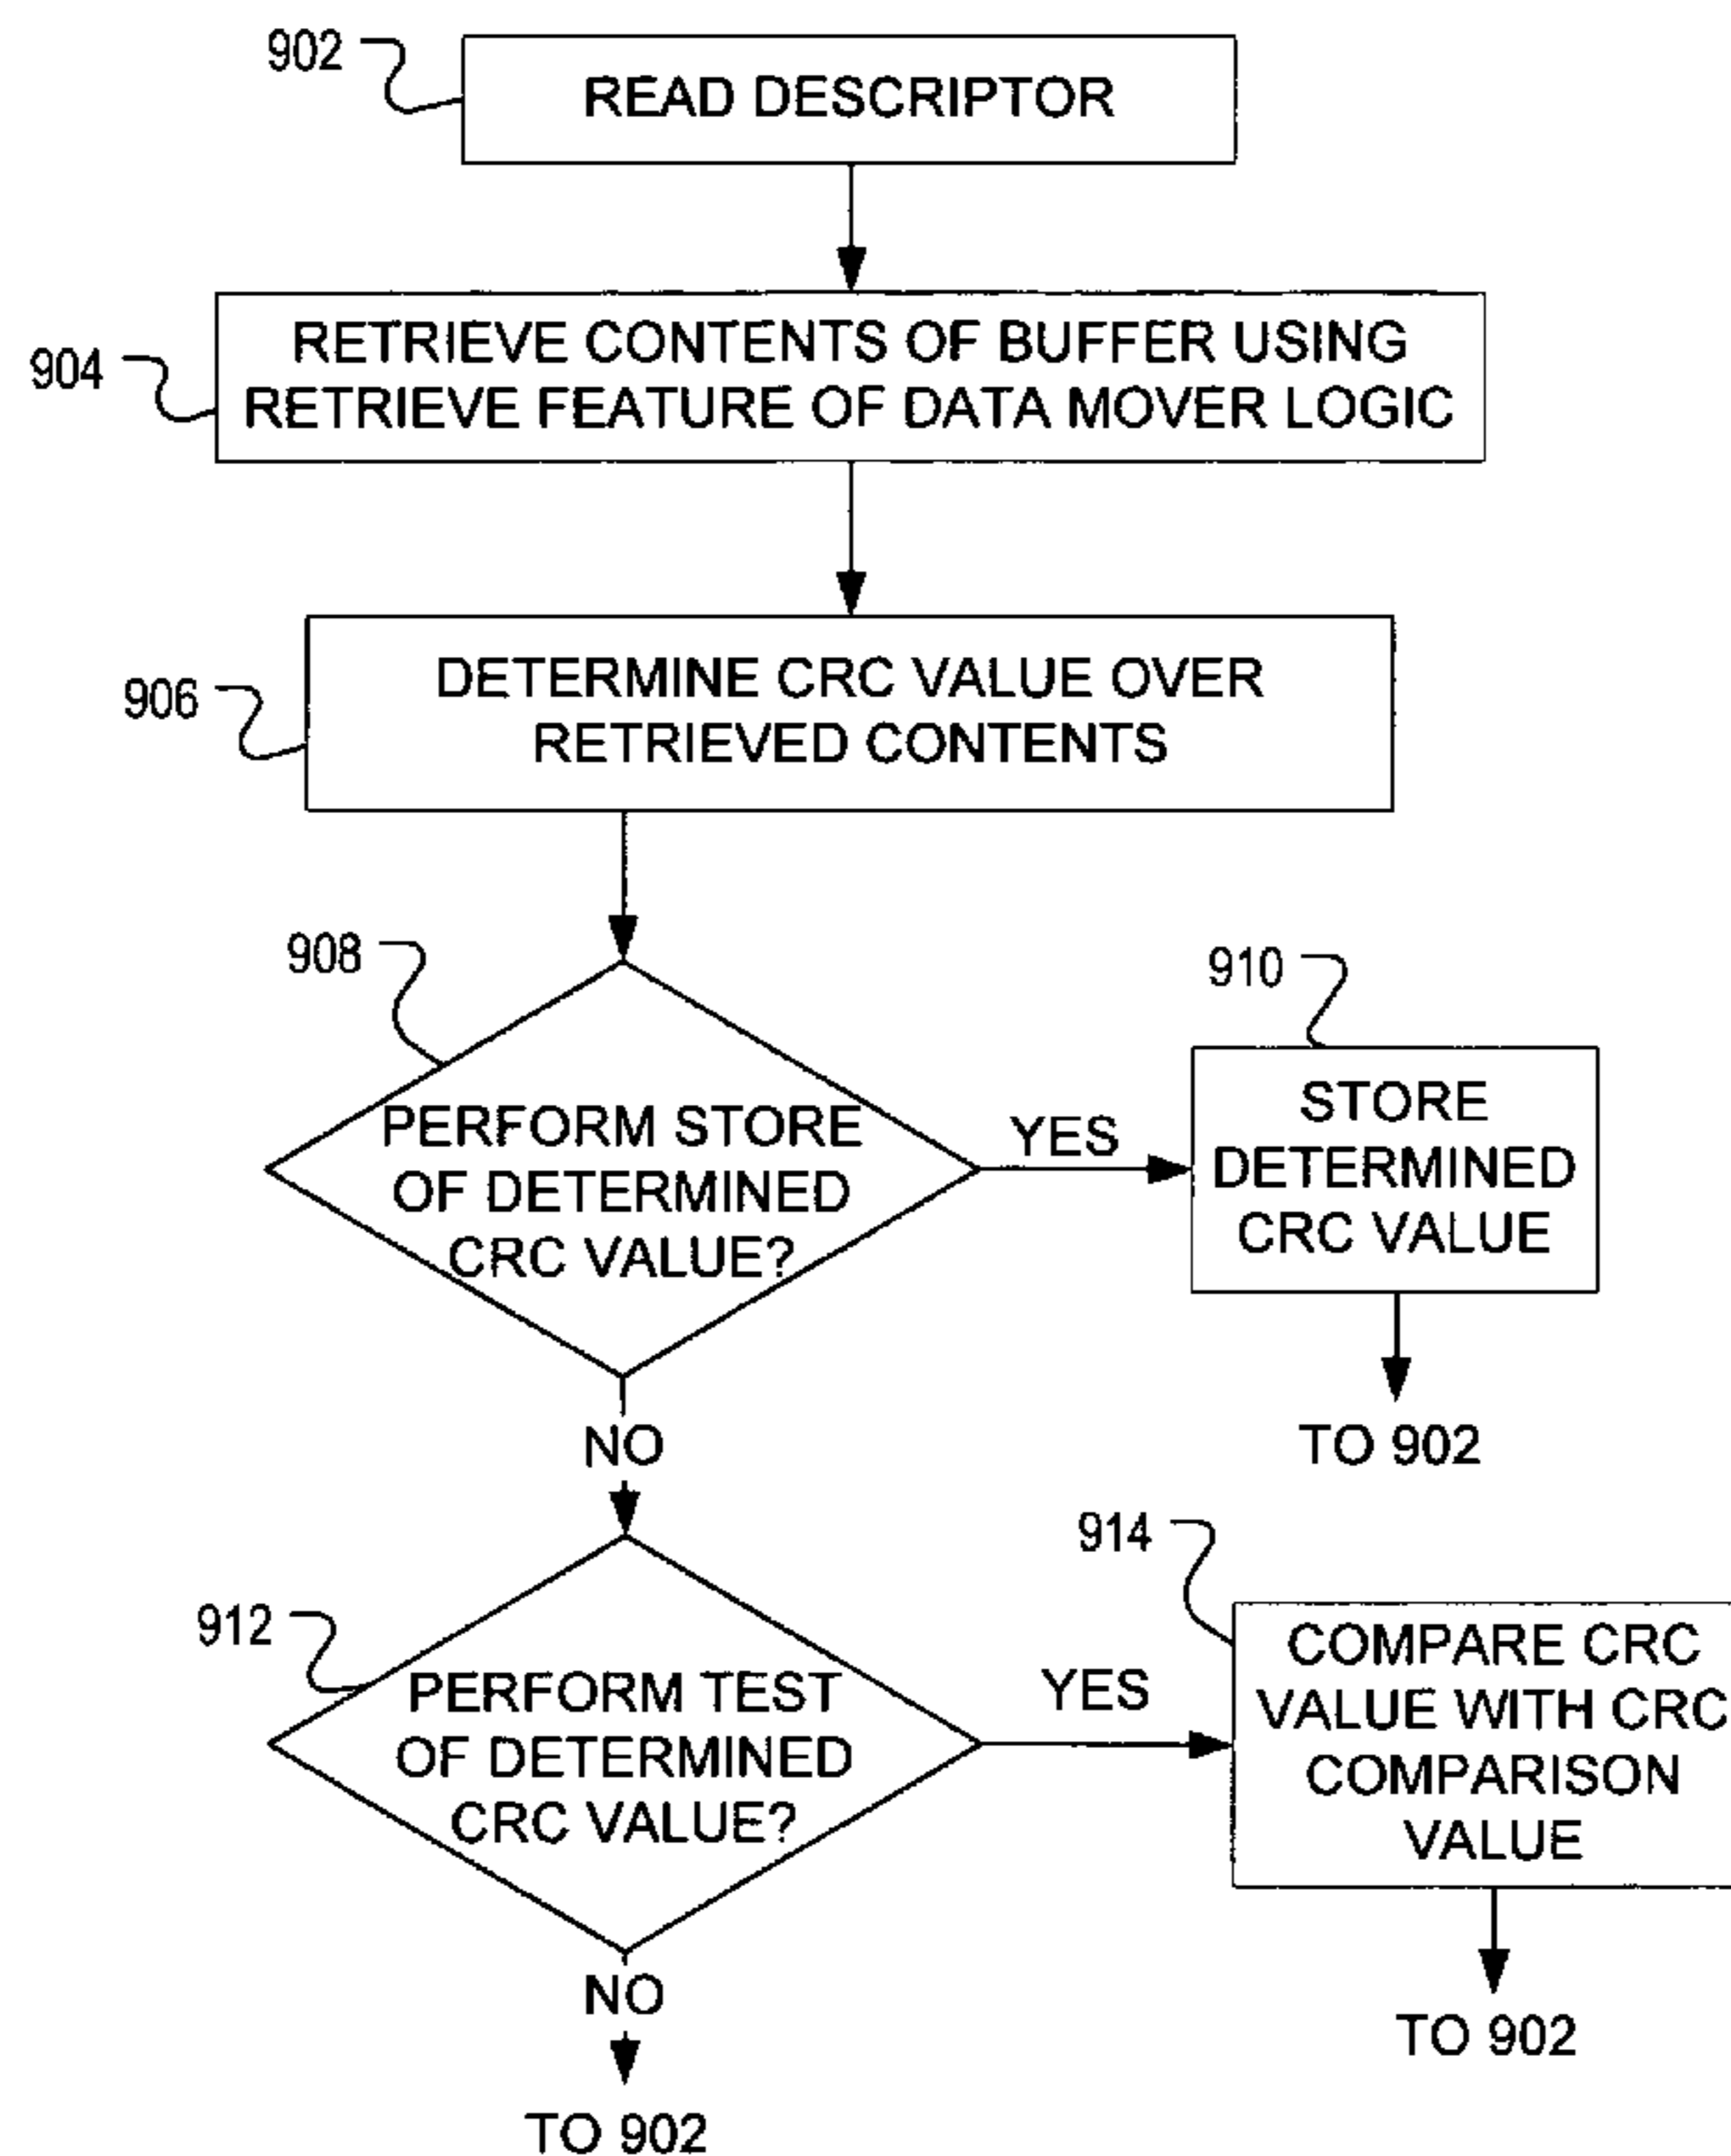 902
READ DESCRIPTOR
904
RETRIEVE CONTENTS OF BUFFER USING
RETRIEVE FEATURE OF DATA MOVER LOGIC
906
DETERMINE CRC VALUE OVER
RETRIEVED CONTENTS
908
PERFORM STORE
OF DETERMINED
CRC VALUE?
YES
910
STORE
DETERMINED
CRC VALUE
TO 902
NO
912
PERFORM TEST
OF DETERMINED
CRC VALUE?
YES
914
COMPARE CRC
VALUE WITH CRC
COMPARISON
VALUE
TO 902
NO
TO 902